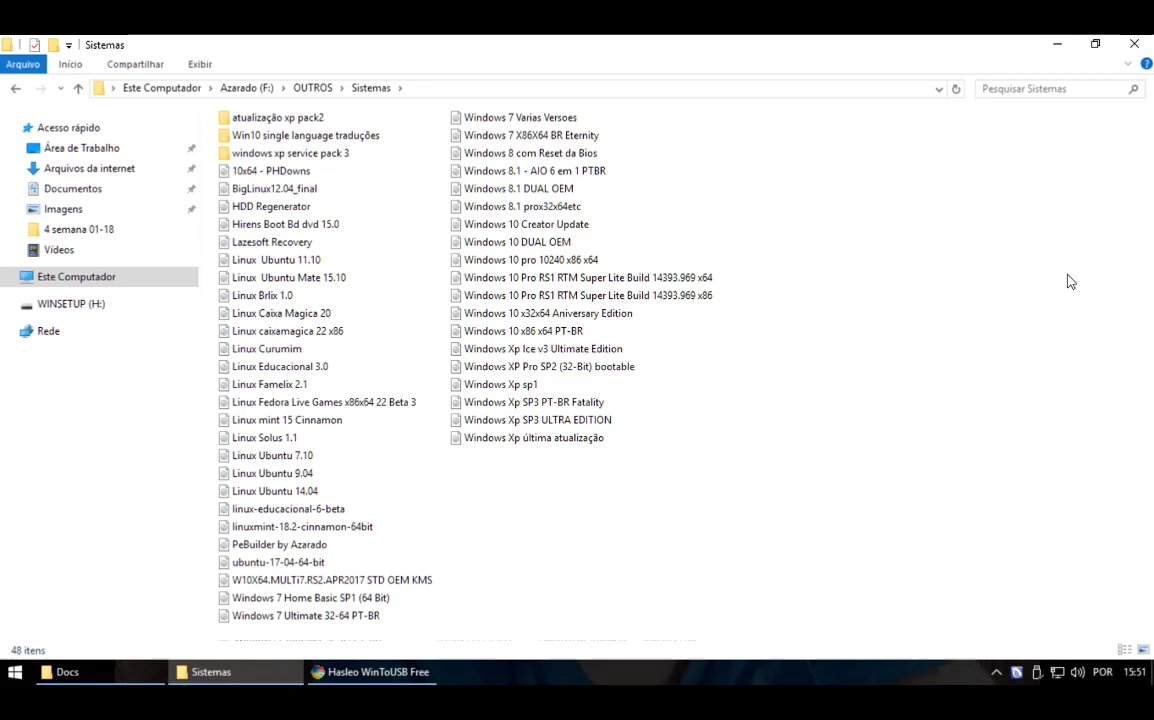 Sistemas
Arquivo Início Compartilhar Exibir
Este Computador Azarado (F:) OUTROS Sistemas
Pesquisar Sistemas
Acesso rápido
Área de Trabalho
Arquivos da internet
Documentos
Imagens
4 semana 01-18
Vídeos
Este Computador
WINSETUP (H:)
Rede
atualização xp pack2
Win10 single language traduções
windows xp service pack 3
10x64 - PHDowns
BigLinux12.04_final
HDD Regenerator
Hirens Boot Bd dvd 15.0
Lazesoft Recovery
Linux Ubuntu 11.10
Linux Ubuntu Mate 15.10
Linux Brlix 1.0
Linux Caixa Magica 20
Linux caixamagica 22 x86
Linux Curumim
Linux Educacional 3.0
Linux Famelix 2.1
Linux Fedora Live Games x86x64 22 Beta 3
Linux mint 15 Cinnamon
Linux Solus 1.1
Linux Ubuntu 7.10
Linux Ubuntu 9.04
Linux Ubuntu 14.04
linux-educacional-6-beta
linuxmint-18.2-cinnamon-64bit
PeBuilder by Azarado
ubuntu-17-04-64-bit
W10X64.MULTi7.RS2.APR2017 STD OEM KMS
Windows 7 Home Basic SP1 (64 Bit)
Windows 7 Ultimate 32-64 PT-BR
Windows 7 Varias Versoes
Windows 7 X86X64 BR Eternity
Windows 8 com Reset da Bios
Windows 8.1 - AIO 6 em 1 PTBR
Windows 8.1 DUAL OEM
Windows 8.1 prox32x64etc
Windows 10 Creator Update
Windows 10 DUAL OEM
Windows 10 pro 10240 x86 x64
Windows 10 Pro RS1 RTM Super Lite Build 14393.969 x64
Windows 10 Pro RS1 RTM Super Lite Build 14393.969 x86
Windows 10 x32x64 Aniversary Edition
Windows 10 x86 x64 PT-BR
Windows Xp Ice v3 Ultimate Edition
Windows XP Pro SP2 (32-Bit) bootable
Windows Xp sp1
Windows Xp SP3 PT-BR Fatality
Windows Xp SP3 ULTRA EDITION
Windows Xp última atualização
48 itens
Docs Sistemas Hasleo WinToUSB Free POR 15:51